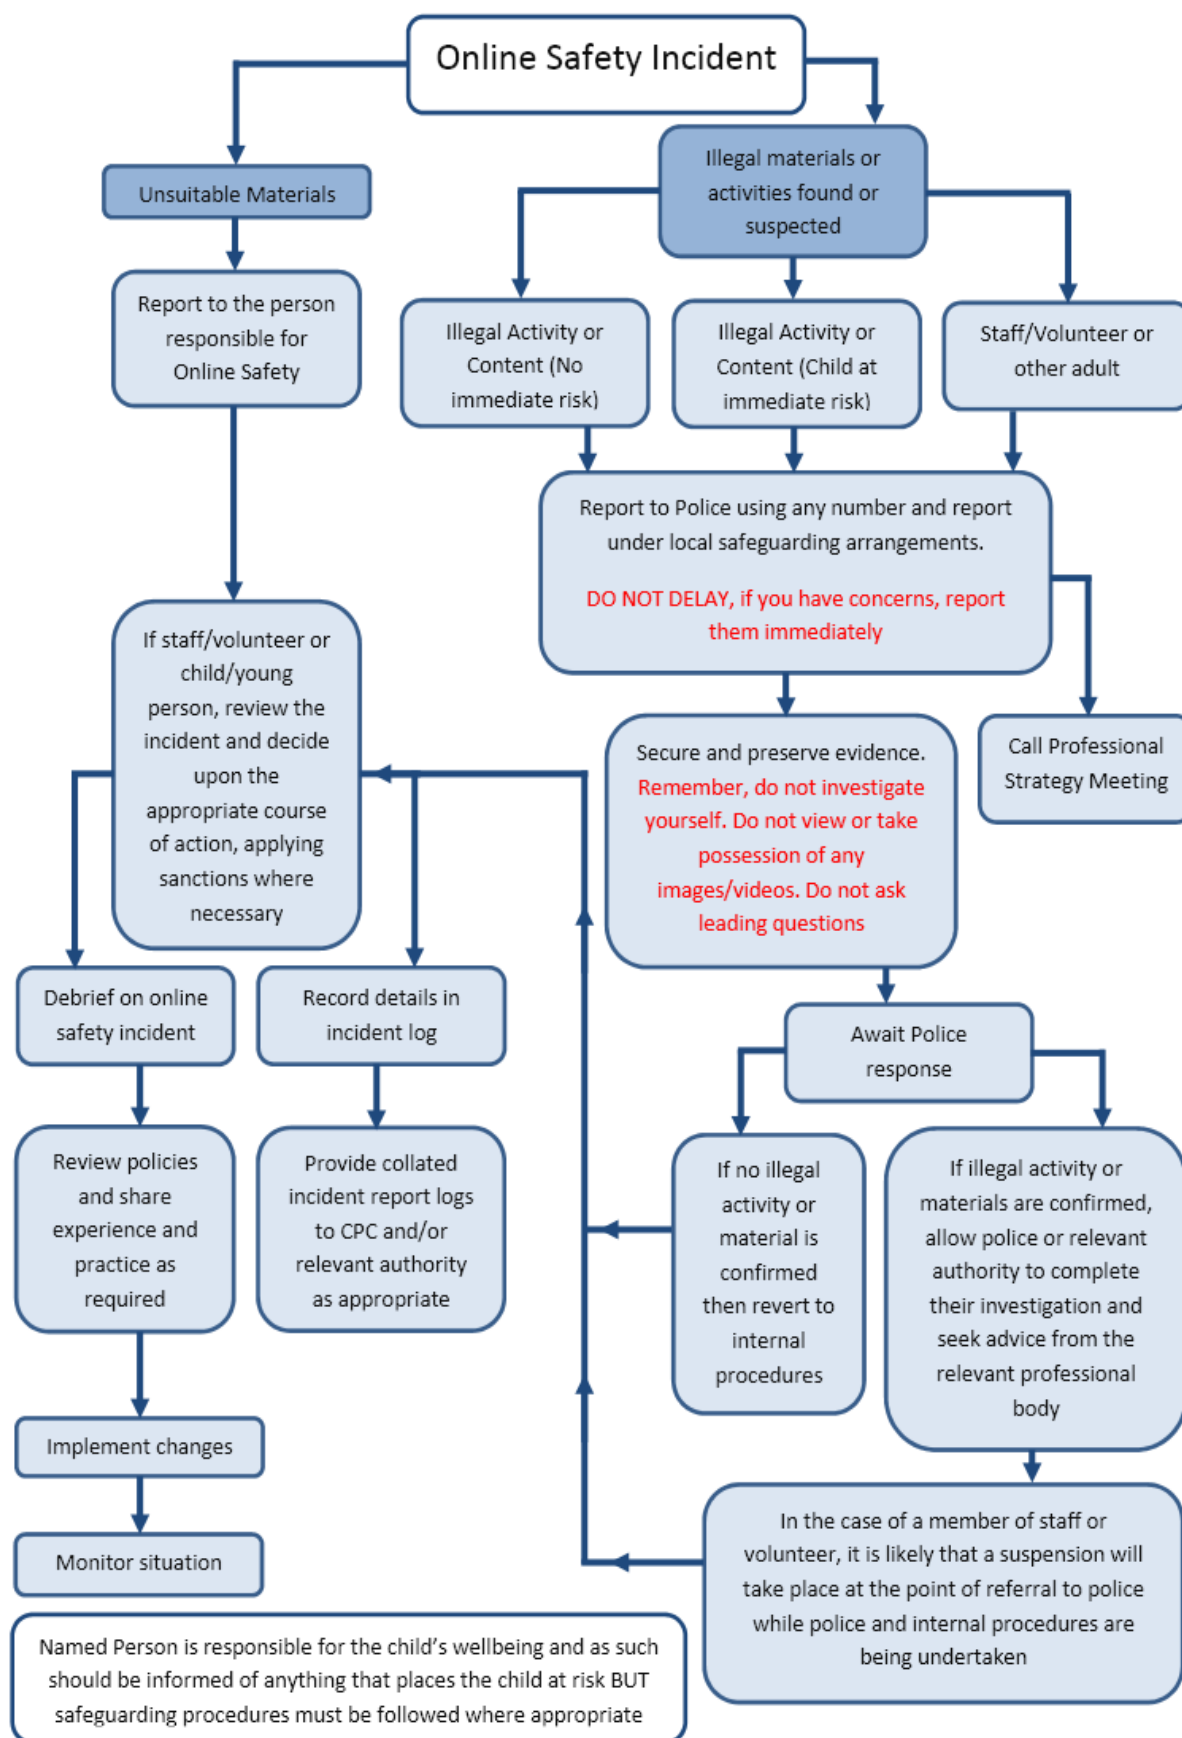 Online Safety Incident
Unsuitable Materials
Illegal materials or
activities found or
suspected
Report to the person
responsible for
Online Safety
Illegal Activity or
Content (No
immediate risk)
Illegal Activity or
Content (Child at
immediate risk)
Staff/Volunteer or
other adult
Report to Police using any number and report
under local safeguarding arrangements.
DO NOT DELAY, if you have concerns, report
them immediately
If staff/volunteer or
child/young
person, review the
incident and decide
upon the
appropriate course
of action, applying
sanctions where
necessary
Secure and preserve evidence.
Remember, do not investigate
yourself. Do not view or take
possession of any
images/videos. Do not ask
leading questions
Call Professional
Strategy Meeting
Debrief on online
safety incident
Record details in
incident log
Await Police
response
Review policies
and share
experience and
practice as
required
Provide collated
incident report logs
to CPC and/or
relevant authority
as appropriate
If no illegal
activity or
material is
confirmed
then revert to
internal
procedures
If illegal activity or
materials are confirmed,
allow police or relevant
authority to complete
their investigation and
seek advice from the
relevant professional
body
Implement changes
Monitor situation
In the case of a member of staff or
volunteer, it is likely that a suspension will
take place at the point of referral to police
while police and internal procedures are
being undertaken
Named Person is responsible for the child's wellbeing and as such
should be informed of anything that places the child at risk BUT
safeguarding procedures must be followed where appropriate